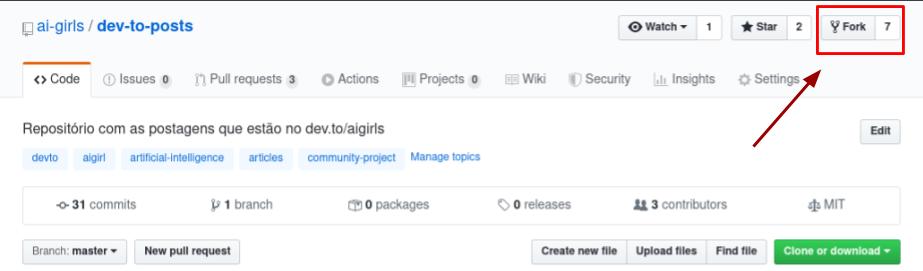 ai-girls / dev-to-posts Watch 1 Star 2 Fork 7
Code Issues 0 Pull requests 3 Actions Projects 0 Wiki Security Insights Settings
Repositório com as postagens que estão no dev.to/aigirls Edit
devto aigirl artificial-intelligence articles community-project Manage topics
31 commits 1 branch 0 packages 0 releases 3 contributors MIT
Branch: master New pull request Create new file Upload files Find file Clone or download